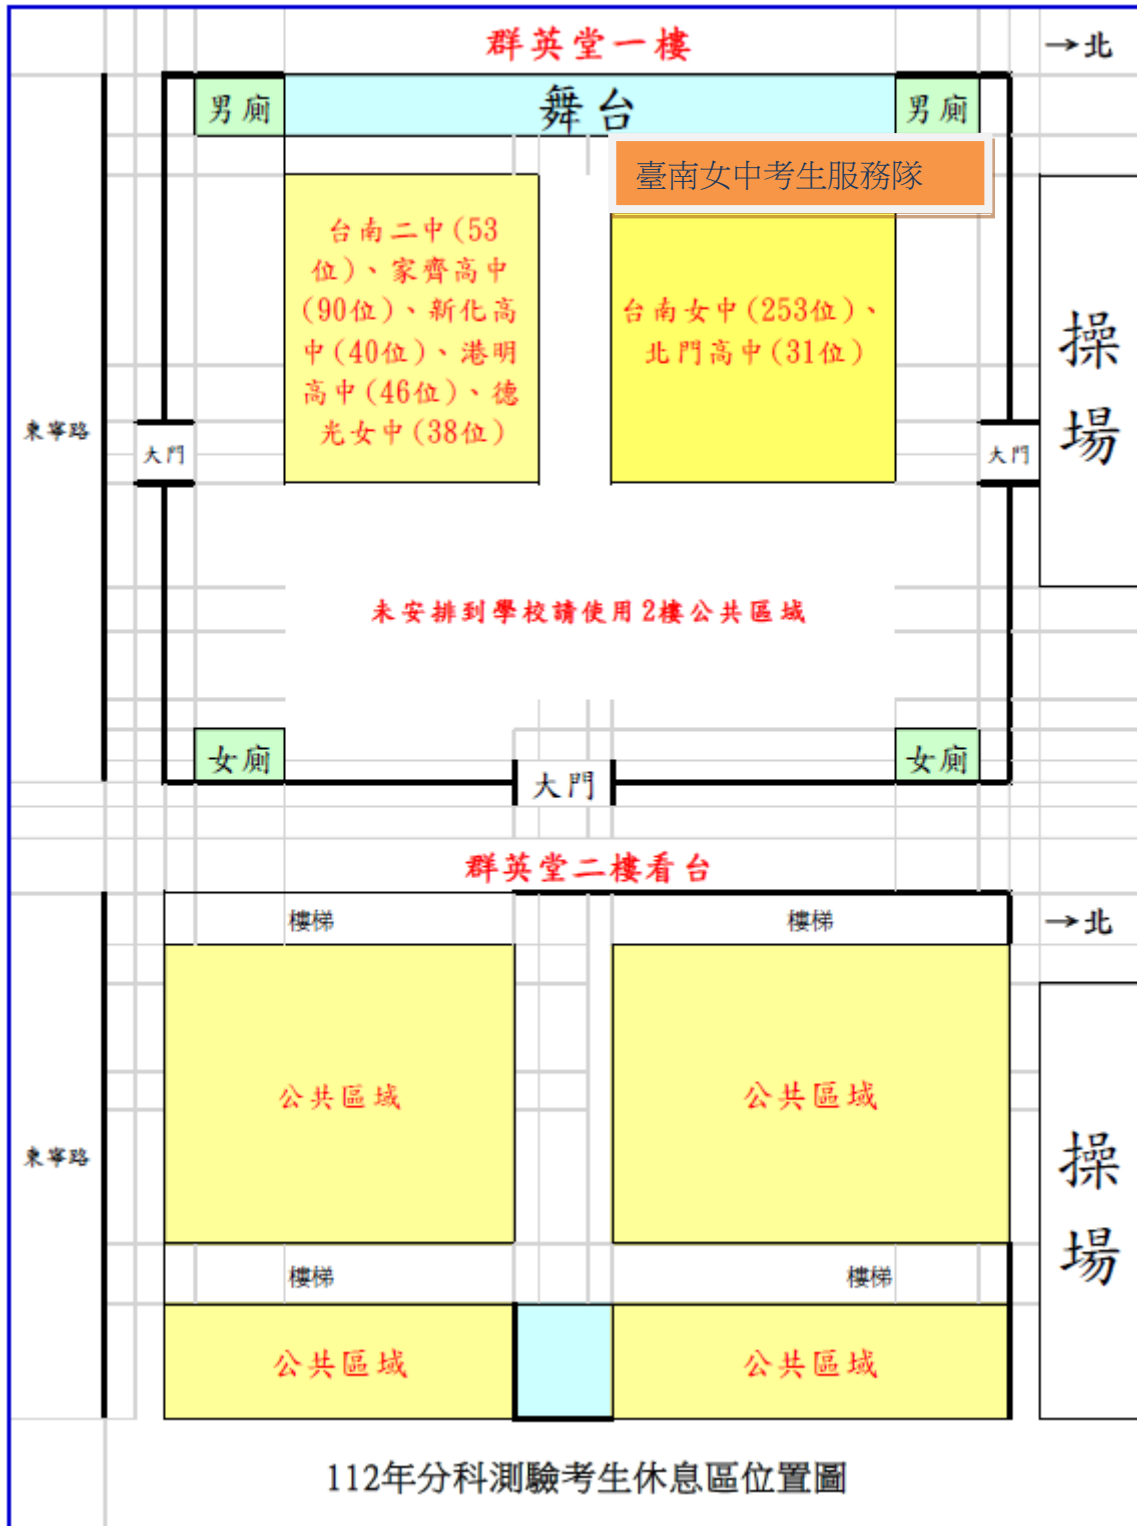 群英堂一樓
→北
男廁
舞台
男廁
臺南女中考生服務隊
台南二中(53
位)、家齊高中
(90位)、新化高
中(40位)、港明
高中(46位)、德
光女中(38位)
台南女中(253位)、
北門高中(31位)
操
場
東寧路
大門
大門
未安排到學校請使用2樓公共區域
女廁
女廁
大門
群英堂二樓看台
樓梯
樓梯
→北
公共區域
公共區域
東寧路
操
場
樓梯
樓梯
公共區域
公共區域
112年分科測驗考生休息區位置圖